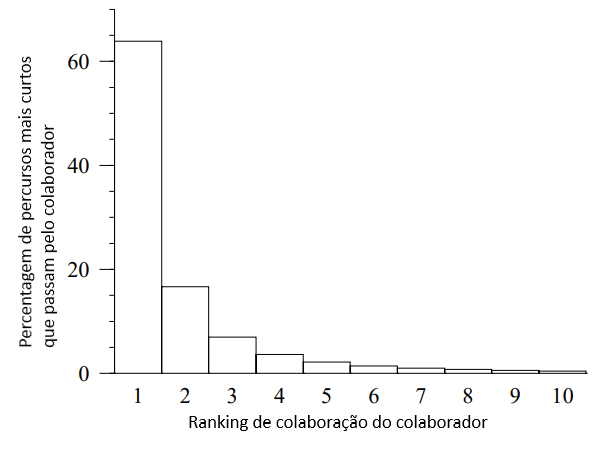 Percentagem de percursos mais curtos
que passam pelo colaborador
60
40
20
0
1 2 3 4 5 6 7 8 9 10
Ranking de colaboração do colaborador